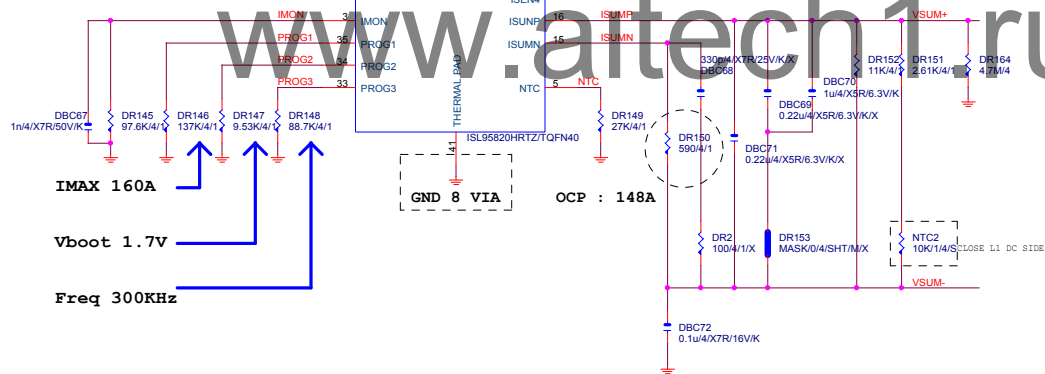 ISEN4
IMON 3 IMON ISUNP 16 ISUMP VSUM+
PROG1 35 PROG1 ISUMN 15 ISUMN
PROG2 34 PROG2
PROG3 33 PROG3 NTC 5 NTC
THERMAL PAD
41
ISL95820HRTZ/TQFN40
www.aitech1.ru
330p/4/X7R/25V/K/X
DBC68
DBC70
1u/4/X5R/6.3V/K
DR152
11K/4/1
DR151
2.61K/4/1
DR164
4.7M/4
DBC69
0.22u/4/X5R/6.3V/K/X
DBC67
1n/4/X7R/50V/K
DR145
97.6K/4/1
DR146
137K/4/1
DR147
9.53K/4/1
DR148
88.7K/4/1
DR149
27K/4/1
DR150
590/4/1
DBC71
0.22u/4/X5R/6.3V/K/X
IMAX 160A
GND 8 VIA
OCP : 148A
Vboot 1.7V
DR2
100/4/1/X
DR153
MASK/0/4/SHT/M/X
NTC2
10K/1/4/S
CLOSE L1 DC SIDE
Freq 300KHz
VSUM-
DBC72
0.1u/4/X7R/16V/K